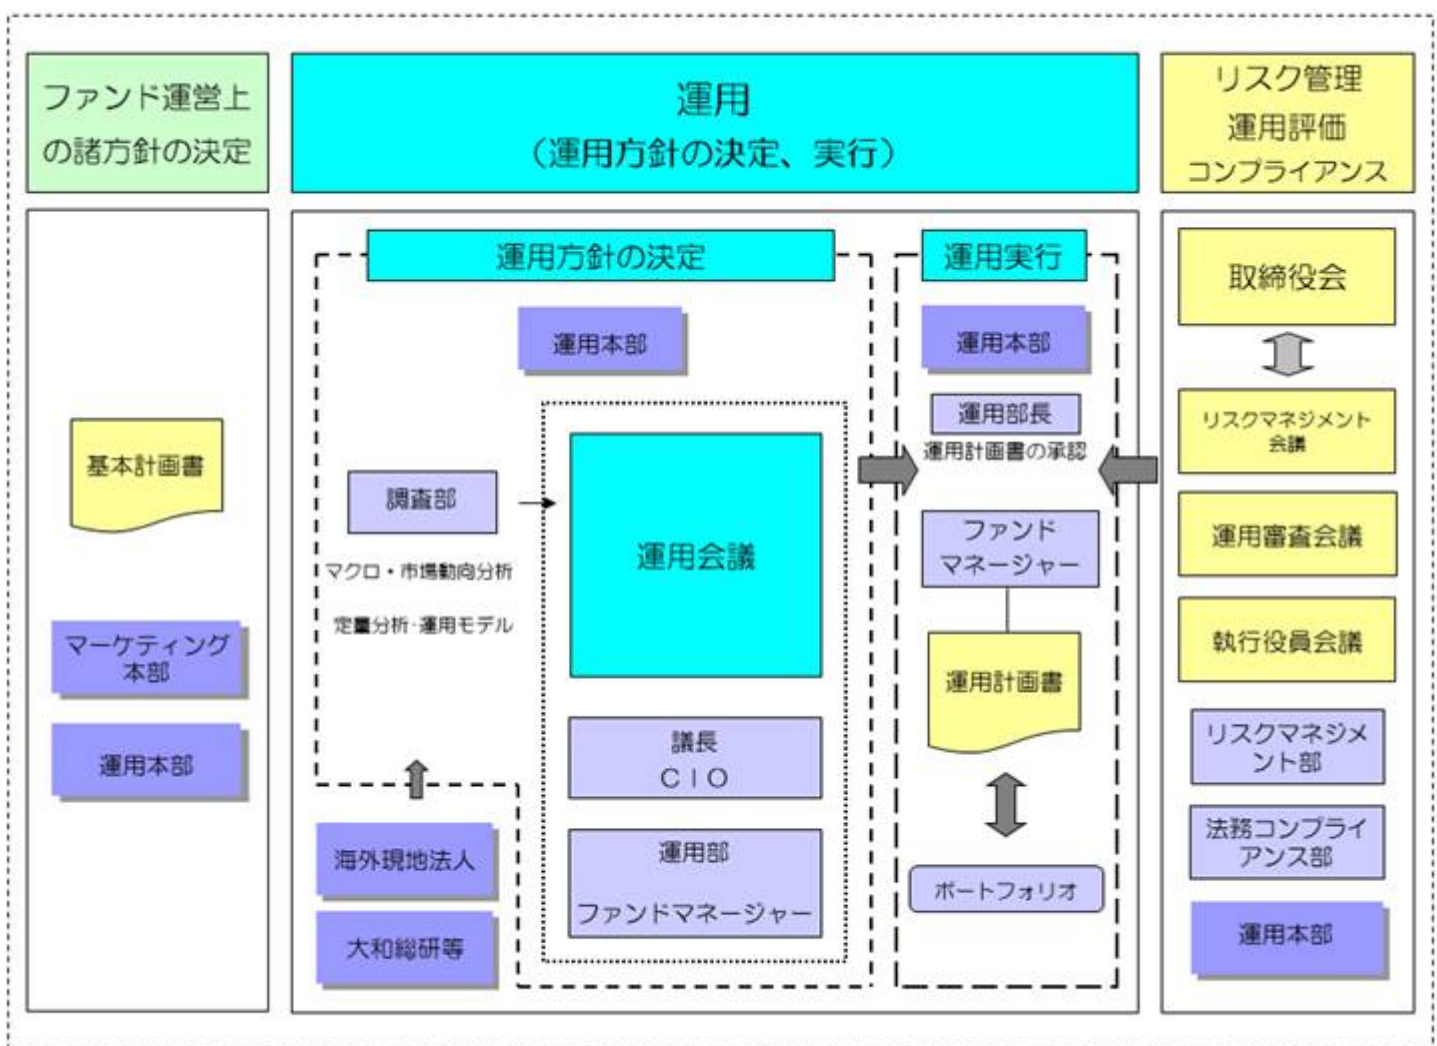 ファンド運営上
の諸方針の決定
運用
（運用方針の決定、実行）
リスク管理
運用評価
コンプライアンス
基本計画書
マーケティング
本部
運用本部
運用方針の決定
運用本部
調査部
マクロ・市場動向分析
定量分析･運用モデル
運用会議
議長
ＣＩＯ
運用部
ファンドマネージャー
海外現地法人
大和総研等
運用実行
運用本部
運用部長
運用計画書の承認
ファンド
マネージャー
運用計画書
ポートフォリオ
取締役会
リスクマネジメント
会議
運用審査会議
執行役員会議
リスクマネジメ
ント部
法務コンプライ
アンス部
運用本部